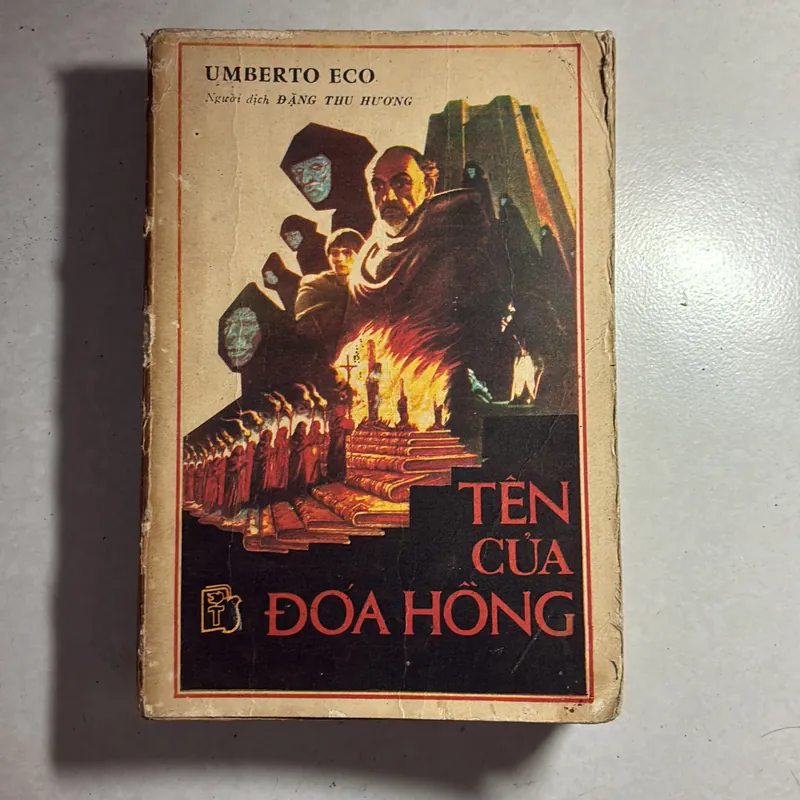 UMBERTO ECO
Người dịch ĐẶNG THU HƯƠNG
TÊN
CỦA
ĐÓA HỒNG